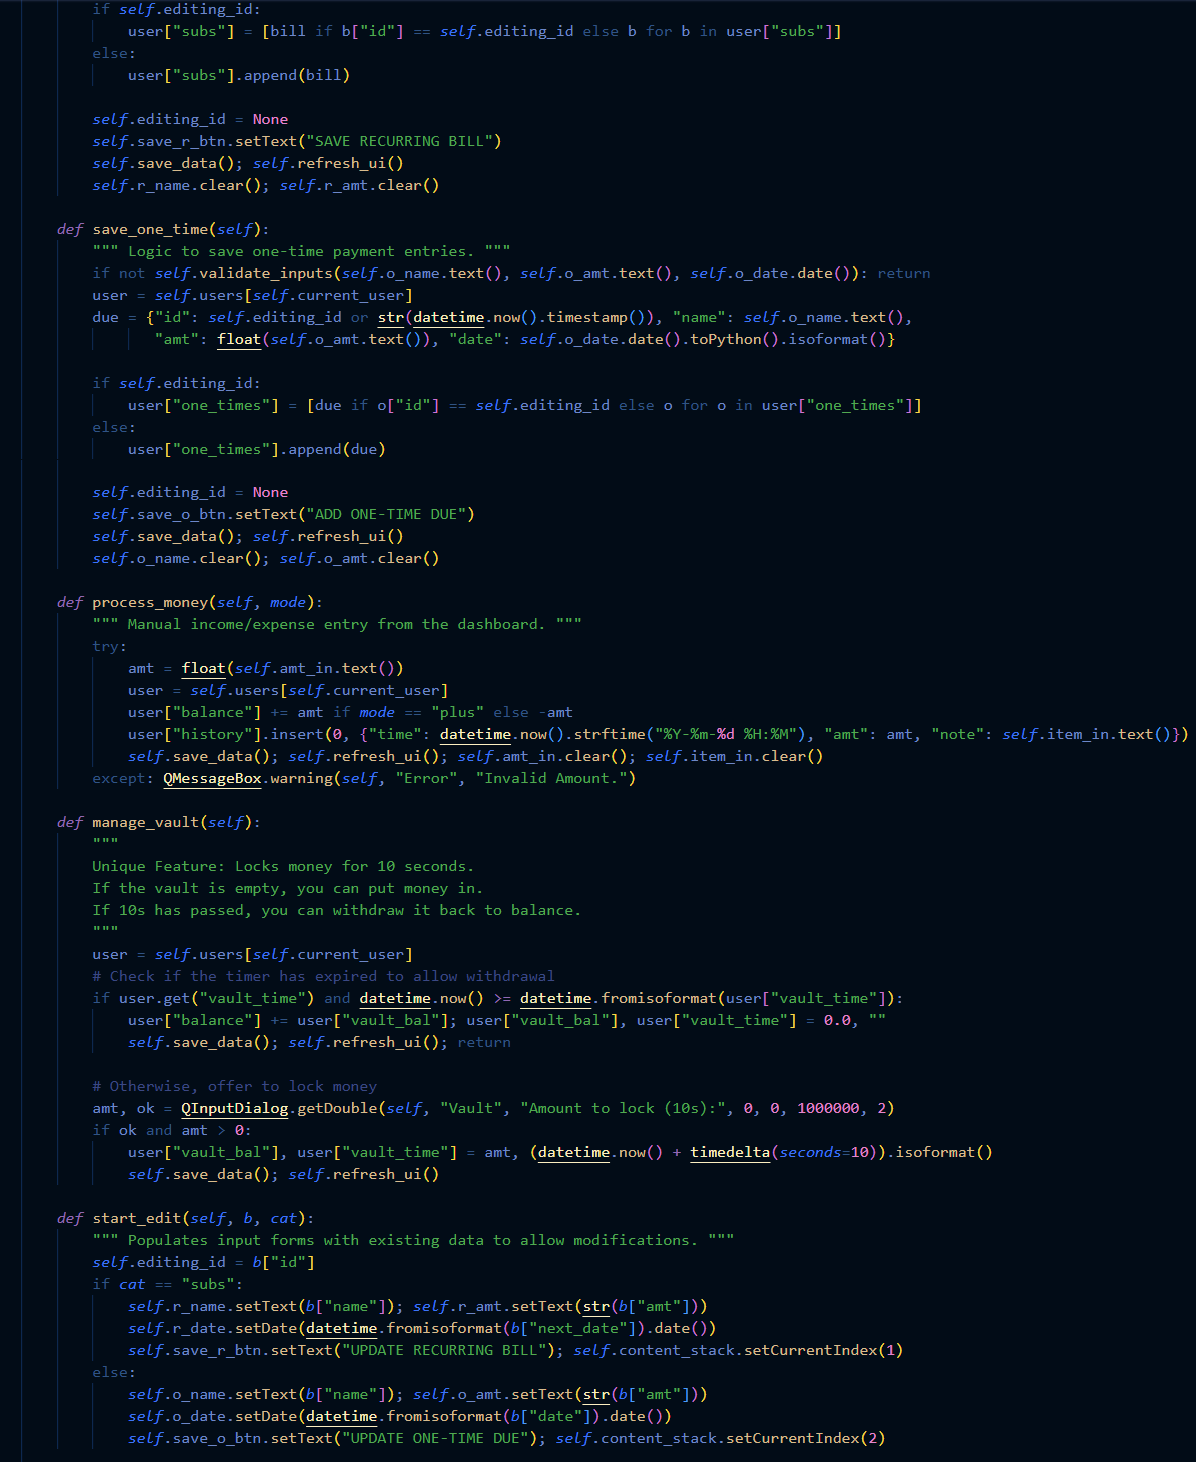 if self.editing_id:
user["subs"] = [bill if b["id"] == self.editing_id else b for b in user["subs"]]
else:
user["subs"].append(bill)
self.editing_id = None
self.save_r_btn.setText("SAVE RECURRING BILL")
self.save_data(); self.refresh_ui()
self.r_name.clear(); self.r_amt.clear()
def save_one_time(self):
""" Logic to save one-time payment entries. """
if not self.validate_inputs(self.o_name.text(), self.o_amt.text(), self.o_date.date()): return
user = self.users[self.current_user]
due = {"id": self.editing_id or str(datetime.now().timestamp()), "name": self.o_name.text(),
"amt": float(self.o_amt.text()), "date": self.o_date.date().toPython().isoformat()}
if self.editing_id:
user["one_times"] = [due if o["id"] == self.editing_id else o for o in user["one_times"]]
else:
user["one_times"].append(due)
self.editing_id = None
self.save_o_btn.setText("ADD ONE-TIME DUE")
self.save_data(); self.refresh_ui()
self.o_name.clear(); self.o_amt.clear()
def process_money(self, mode):
""" Manual income/expense entry from the dashboard. """
try:
amt = float(self.amt_in.text())
user = self.users[self.current_user]
user["balance"] += amt if mode == "plus" else -amt
user["history"].insert(0, {"time": datetime.now().strftime("%Y-%m-%d %H:%M"), "amt": amt, "note": self.item_in.text()})
self.save_data(); self.refresh_ui(); self.amt_in.clear(); self.item_in.clear()
except: QMessageBox.warning(self, "Error", "Invalid Amount.")
def manage_vault(self):
"""
Unique Feature: Locks money for 10 seconds.
If the vault is empty, you can put money in.
If 10s has passed, you can withdraw it back to balance.
"""
user = self.users[self.current_user]
# Check if the timer has expired to allow withdrawal
if user.get("vault_time") and datetime.now() >= datetime.fromisoformat(user["vault_time"]):
user["balance"] += user["vault_bal"]; user["vault_bal"], user["vault_time"] = 0.0, ""
self.save_data(); self.refresh_ui(); return
# Otherwise, offer to lock money
amt, ok = QInputDialog.getDouble(self, "Vault", "Amount to lock (10s):", 0, 0, 1000000, 2)
if ok and amt > 0:
user["vault_bal"], user["vault_time"] = amt, (datetime.now() + timedelta(seconds=10)).isoformat()
self.save_data(); self.refresh_ui()
def start_edit(self, b, cat):
""" Populates input forms with existing data to allow modifications. """
self.editing_id = b["id"]
if cat == "subs":
self.r_name.setText(b["name"]); self.r_amt.setText(str(b["amt"]))
self.r_date.setDate(datetime.fromisoformat(b["next_date"]).date())
self.save_r_btn.setText("UPDATE RECURRING BILL"); self.content_stack.setCurrentIndex(1)
else:
self.o_name.setText(b["name"]); self.o_amt.setText(str(b["amt"]))
self.o_date.setDate(datetime.fromisoformat(b["date"]).date())
self.save_o_btn.setText("UPDATE ONE-TIME DUE"); self.content_stack.setCurrentIndex(2)